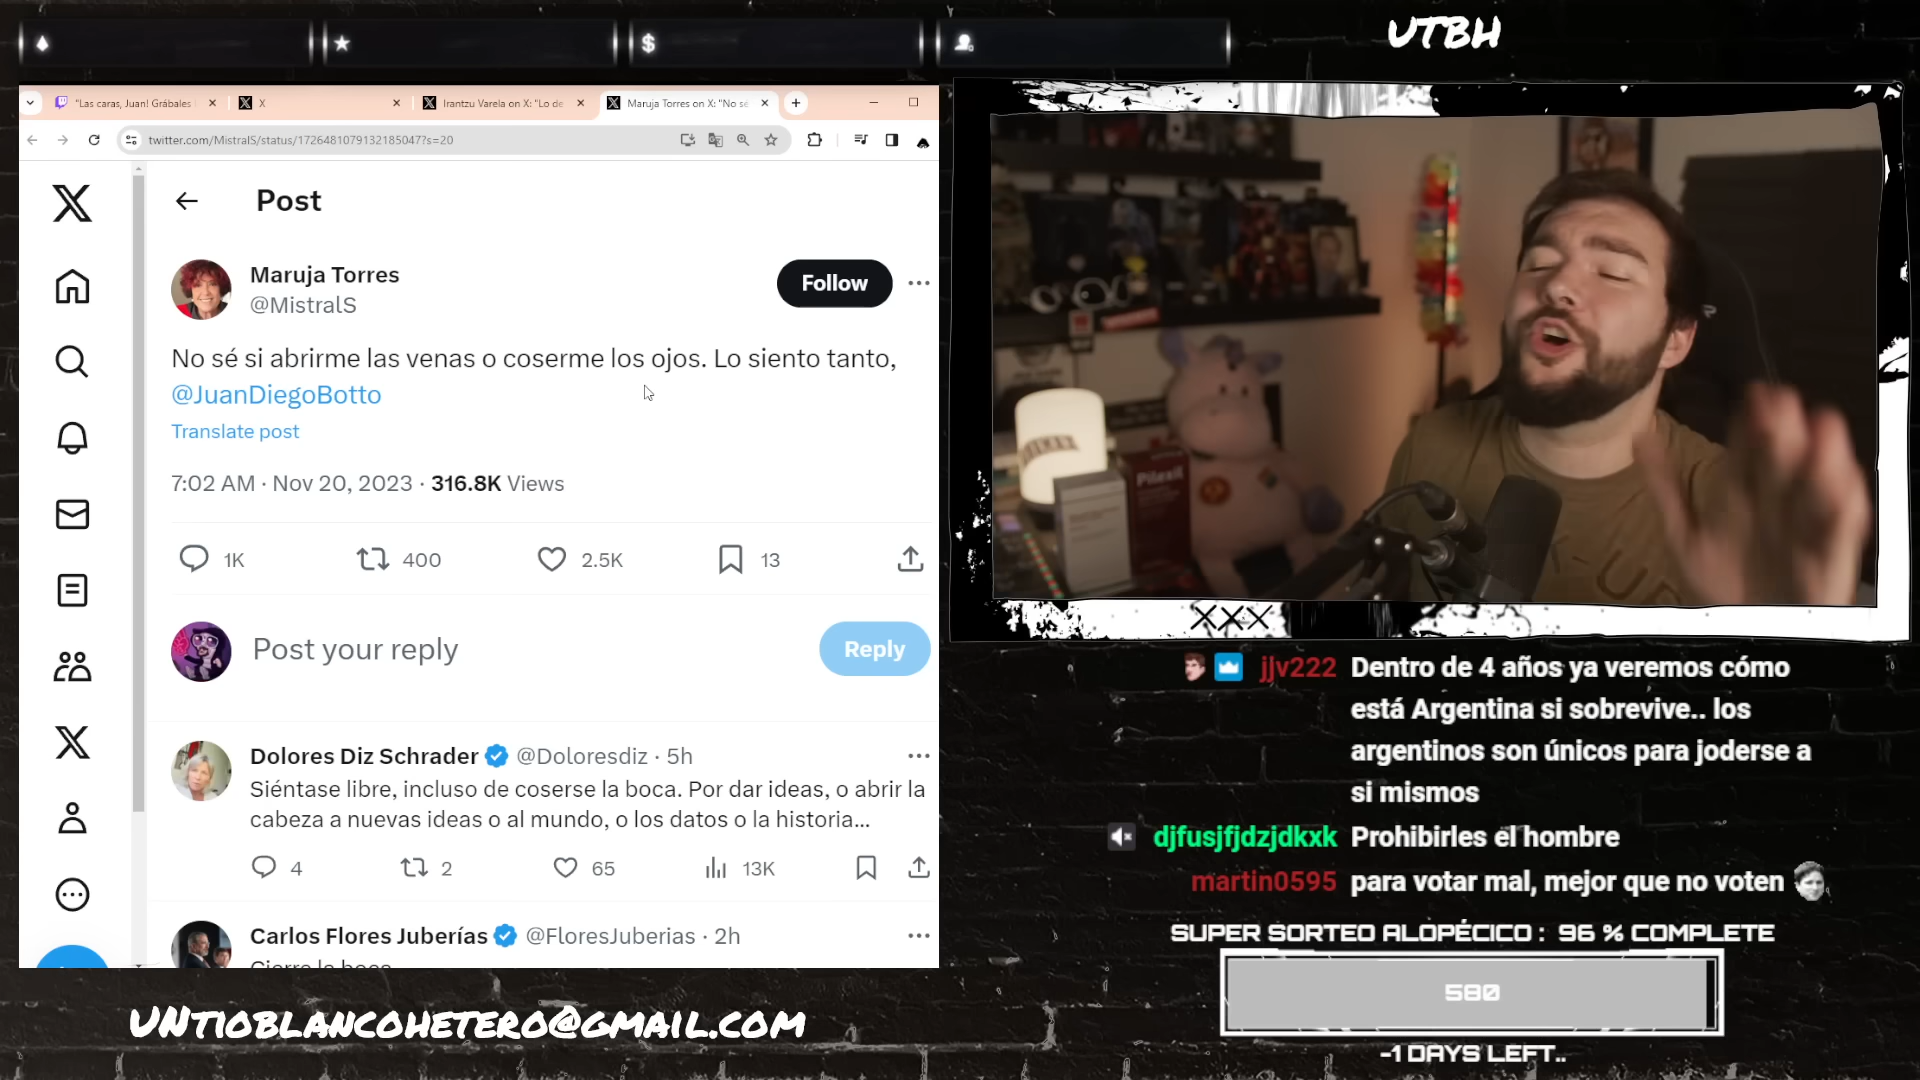 UTBH
"Las caras, Juan! Grábales
X
Irantzu Varela on X: "Lo de
Maruja Torres on X: "No sé
twitter.com/MistralS/status/1726481079132185047?s=20
Post
Maruja Torres
@MistralS
Follow
No sé si abrirme las venas o coserme los ojos. Lo siento tanto,
@JuanDiegoBotto
Translate post
7:02 AM · Nov 20, 2023 · 316.8K Views
1K
400
2.5K
13
Post your reply
Reply
Dolores Diz Schrader @Doloresdiz · 5h
Siéntase libre, incluso de coserse la boca. Por dar ideas, o abrir la
cabeza a nuevas ideas o al mundo, o los datos o la historia...
4
2
65
13K
Carlos Flores Juberías @FloresJuberias · 2h
Cierre la boca
Pilexil
XXX
jjv222 Dentro de 4 años ya veremos cómo
está Argentina si sobrevive.. los
argentinos son únicos para joderse a
si mismos
djfusjfjdzjdkxk Prohibirles el hombre
martin0595 para votar mal, mejor que no voten
SUPER SORTEO ALOPÉCICO : 96 % COMPLETE
580
-1 DAYS LEFT..
UNTIOBLANCOHETERO@GMAIL.COM